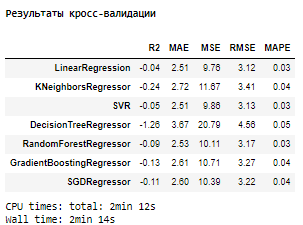 Результаты кросс-валидации
R2 MAE MSE RMSE MAPE
LinearRegression -0.04 2.51 9.76 3.12 0.03
KNeighborsRegressor -0.24 2.72 11.67 3.41 0.04
SVR -0.05 2.51 9.86 3.13 0.03
DecisionTreeRegressor -1.26 3.67 20.79 4.56 0.05
RandomForestRegressor -0.09 2.53 10.11 3.17 0.03
GradientBoostingRegressor -0.13 2.61 10.71 3.27 0.04
SGDRegressor -0.11 2.60 10.39 3.22 0.04
CPU times: total: 2min 12s
Wall time: 2min 14s